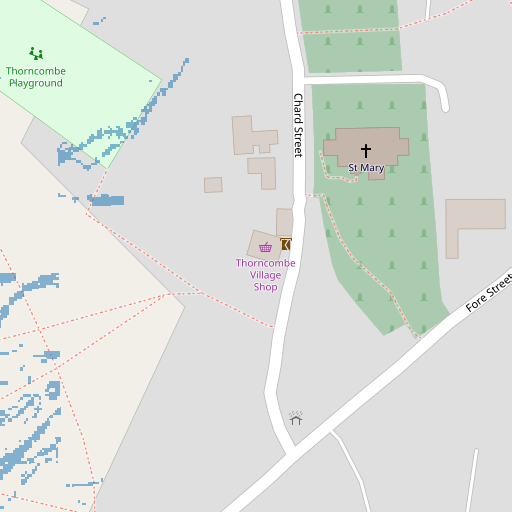 Thorncombe
Playground
Chard Street
St Mary
Thorncombe
Village
Shop
Fore Street